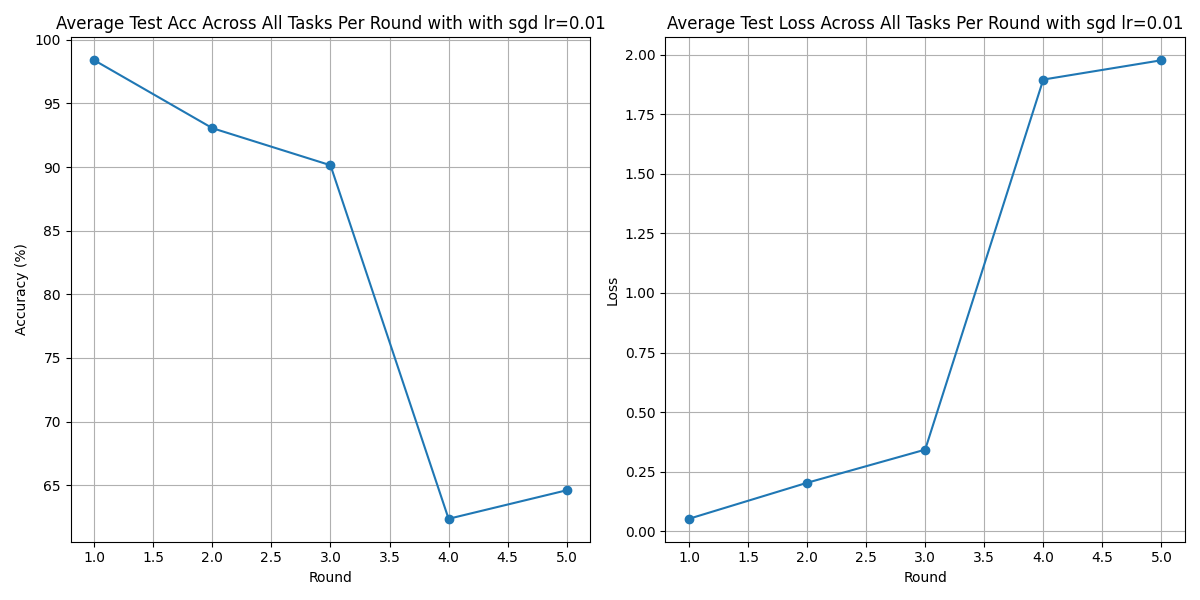 Average Test Acc Across All Tasks Per Round with with sgd lr=0.01
100
95
90
85
80
75
70
65
Accuracy (%)
1.0 1.5 2.0 2.5 3.0 3.5 4.0 4.5 5.0
Round
Average Test Loss Across All Tasks Per Round with sgd lr=0.01
2.00
1.75
1.50
1.25
1.00
0.75
0.50
0.25
0.00
Loss
1.0 1.5 2.0 2.5 3.0 3.5 4.0 4.5 5.0
Round